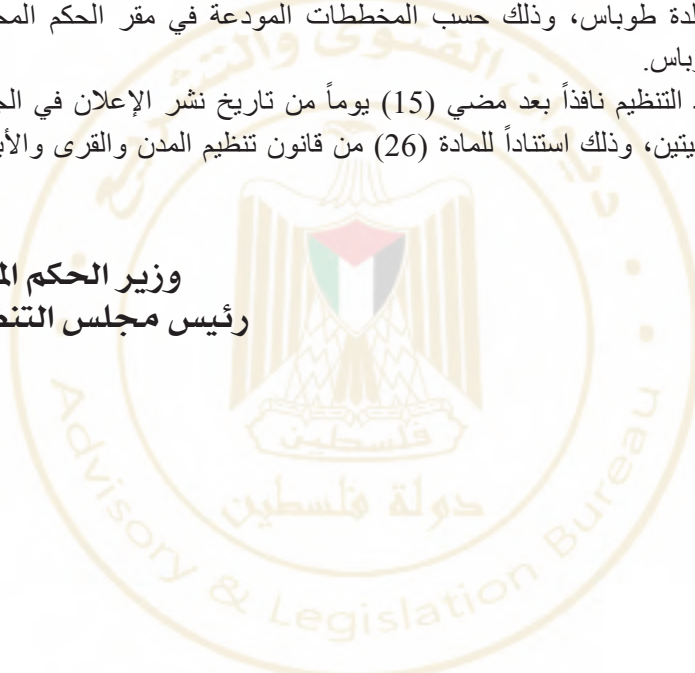 لدة طوباس، وذلك حسب المخططات المودعة في مقر الحكم المح
وباس.
التنظيم نافذاً بعد مضي (15) يوماً من تاريخ نشر الإعلان في الج
يتين، وذلك استناداً للمادة (26) من قانون تنظيم المدن والقرى والأب
وزير الحكم الم
رئيس مجلس التنظ
فلسطين
دولة فلسطين
Advisory & Legislation Bureau